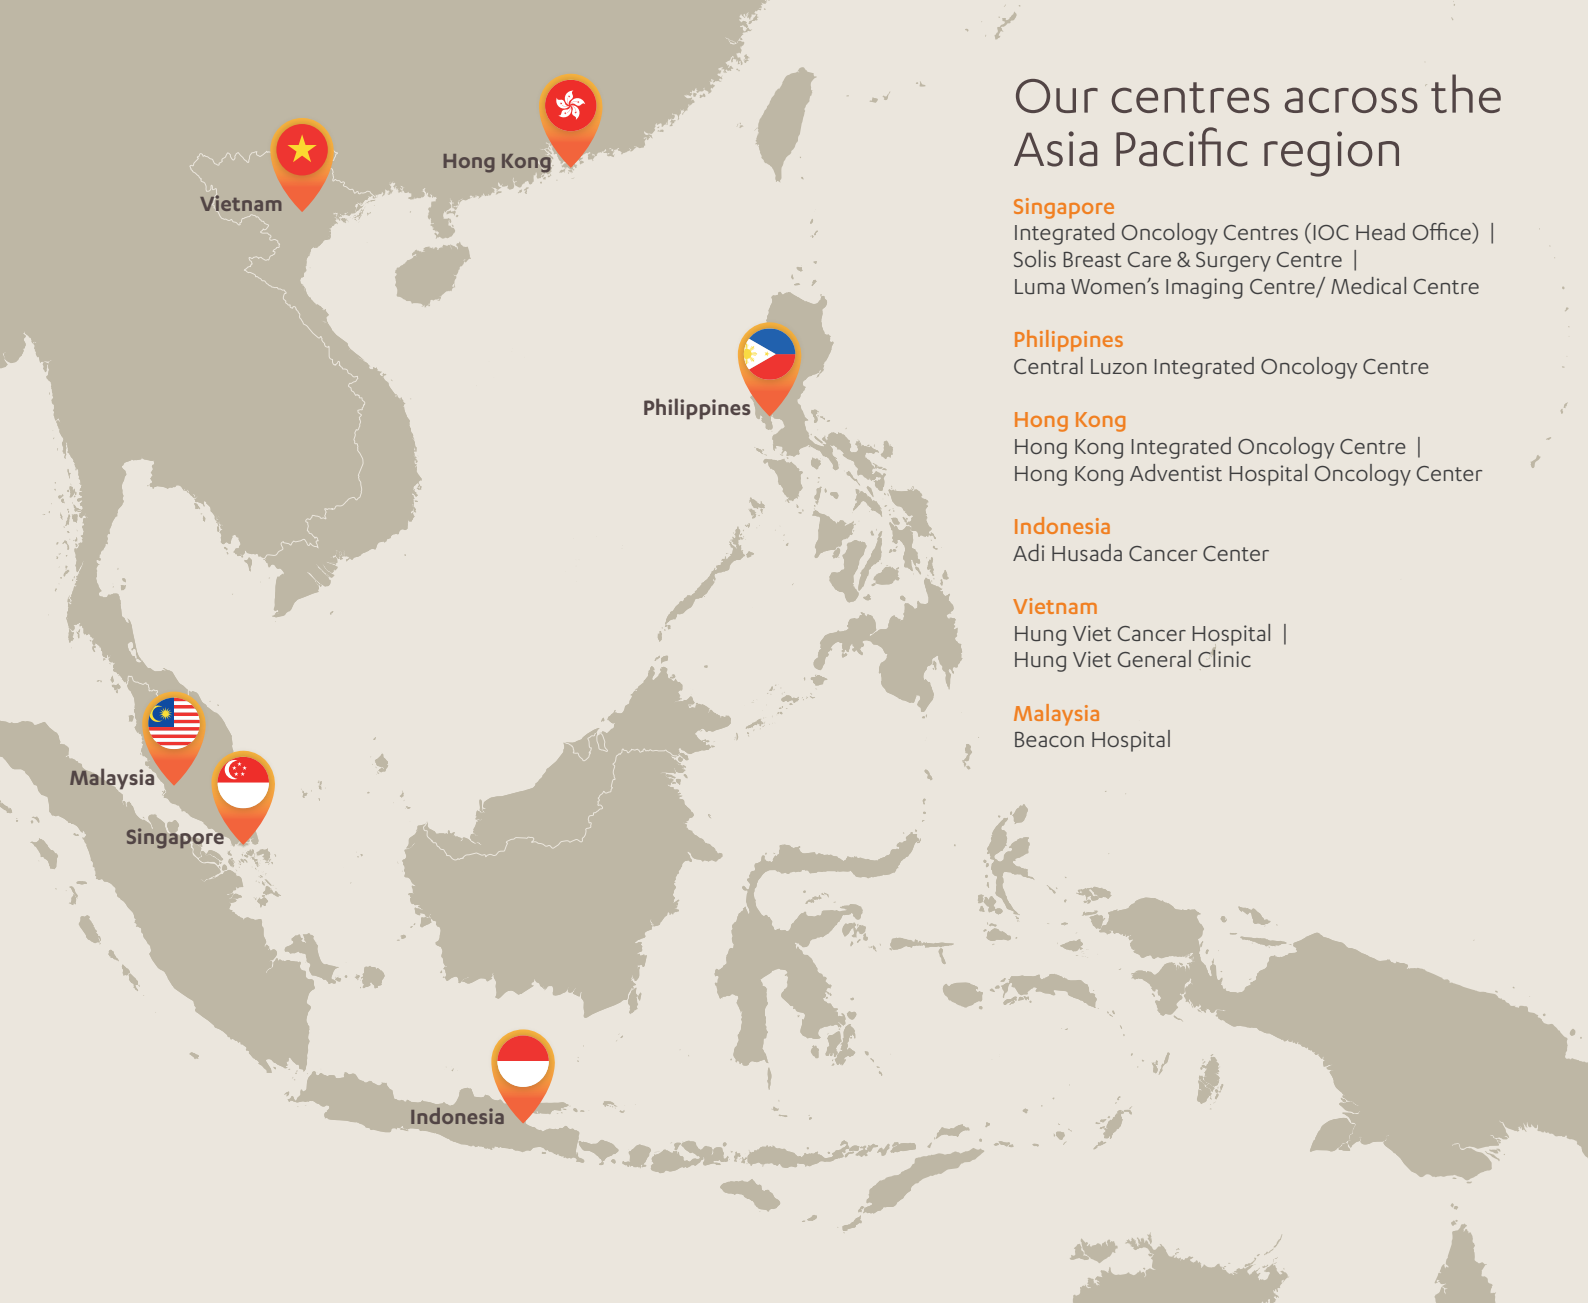 Our centres across the
Asia Pacific region
Singapore
Integrated Oncology Centres (IOC Head Office) |
Solis Breast Care & Surgery Centre |
Luma Women’s Imaging Centre/ Medical Centre
Philippines
Central Luzon Integrated Oncology Centre
Hong Kong
Hong Kong Integrated Oncology Centre |
Hong Kong Adventist Hospital Oncology Center
Indonesia
Adi Husada Cancer Center
Vietnam
Hung Viet Cancer Hospital |
Hung Viet General Clinic
Malaysia
Beacon Hospital
Hong Kong
Vietnam
Philippines
Malaysia
Singapore
Indonesia